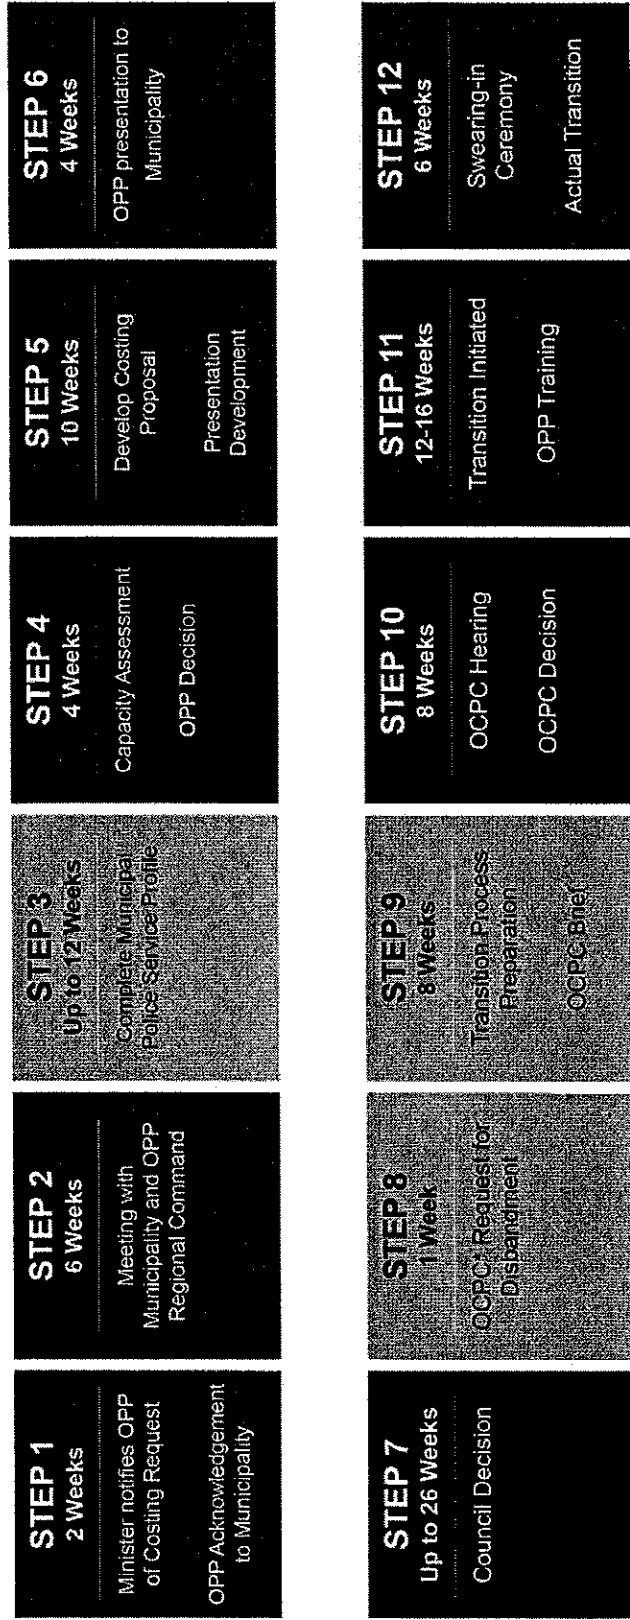 STEP 1
2 Weeks
Minister notifies OPP
of Costing Request
OPP Acknowledgement
to Municipality
STEP 2
6 Weeks
Meeting with
Municipality and OPP
Regional Command
STEP 3
Up to 12 Weeks
Complete Municipal
Police Service Profile
STEP 4
4 Weeks
Capacity Assessment
OPP Decision
STEP 5
10 Weeks
Develop Costing
Proposal
Presentation
Development
STEP 6
4 Weeks
OPP presentation to
Municipality
STEP 7
Up to 26 Weeks
Council Decision
STEP 8
1 Week
OCPC* Request for
Disbandment
STEP 9
8 Weeks
Transition Process
Preparation
OCPC Brief
STEP 10
8 Weeks
OCPC Hearing
OCPC Decision
STEP 11
12-16 Weeks
Transition Initiated
OPP Training
STEP 12
6 Weeks
Swearing-in
Ceremony
Actual Transition